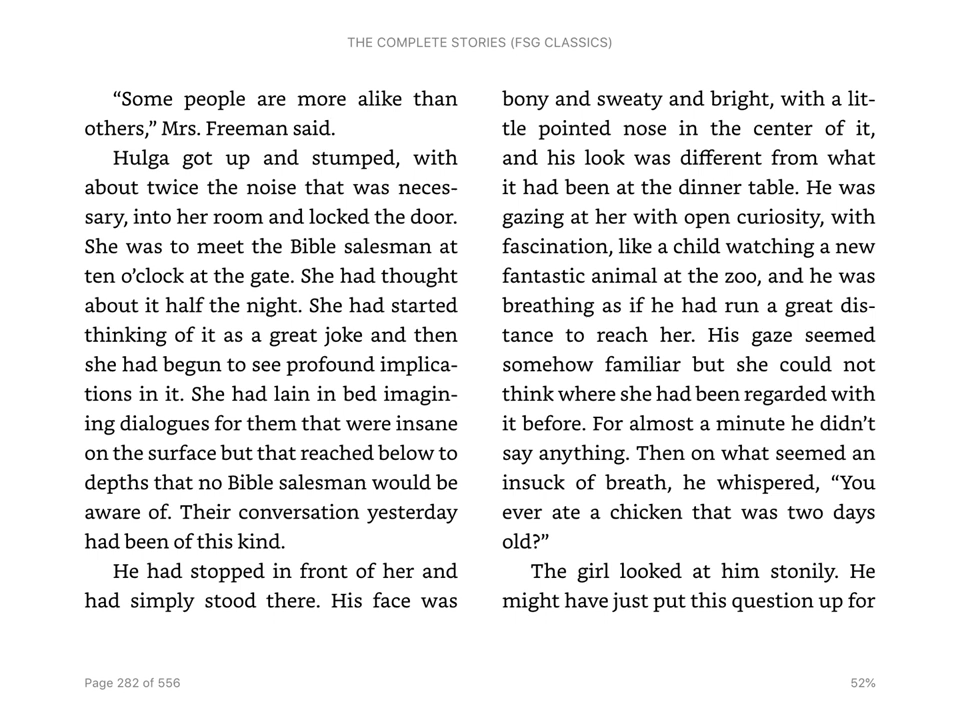 THE COMPLETE STORIES (FSG CLASSICS)
“Some people are more alike than
others,” Mrs. Freeman said.
Hulga got up and stumped, with
about twice the noise that was neces-
sary, into her room and locked the door.
She was to meet the Bible salesman at
ten o’clock at the gate. She had thought
about it half the night. She had started
thinking of it as a great joke and then
she had begun to see profound implica-
tions in it. She had lain in bed imagin-
ing dialogues for them that were insane
on the surface but that reached below to
depths that no Bible salesman would be
aware of. Their conversation yesterday
had been of this kind.
He had stopped in front of her and
had simply stood there. His face was
bony and sweaty and bright, with a lit-
tle pointed nose in the center of it,
and his look was different from what
it had been at the dinner table. He was
gazing at her with open curiosity, with
fascination, like a child watching a new
fantastic animal at the zoo, and he was
breathing as if he had run a great dis-
tance to reach her. His gaze seemed
somehow familiar but she could not
think where she had been regarded with
it before. For almost a minute he didn’t
say anything. Then on what seemed an
insuck of breath, he whispered, “You
ever ate a chicken that was two days
old?”
The girl looked at him stonily. He
might have just put this question up for
Page 282 of 556
52%